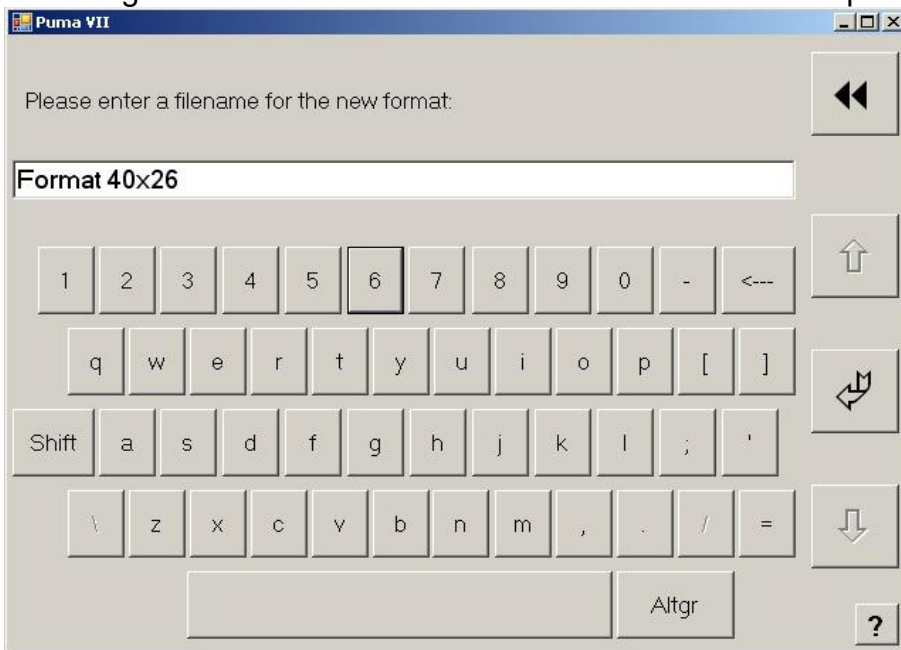 Puma VII
Please enter a filename for the new format:
Format 40x26
1 2 3 4 5 6 7 8 9 0 - <---
q w e r t y u i o p [ ]
Shift a s d f g h j k l ; '
\ z x c v b n m , . / =
Altgr
?